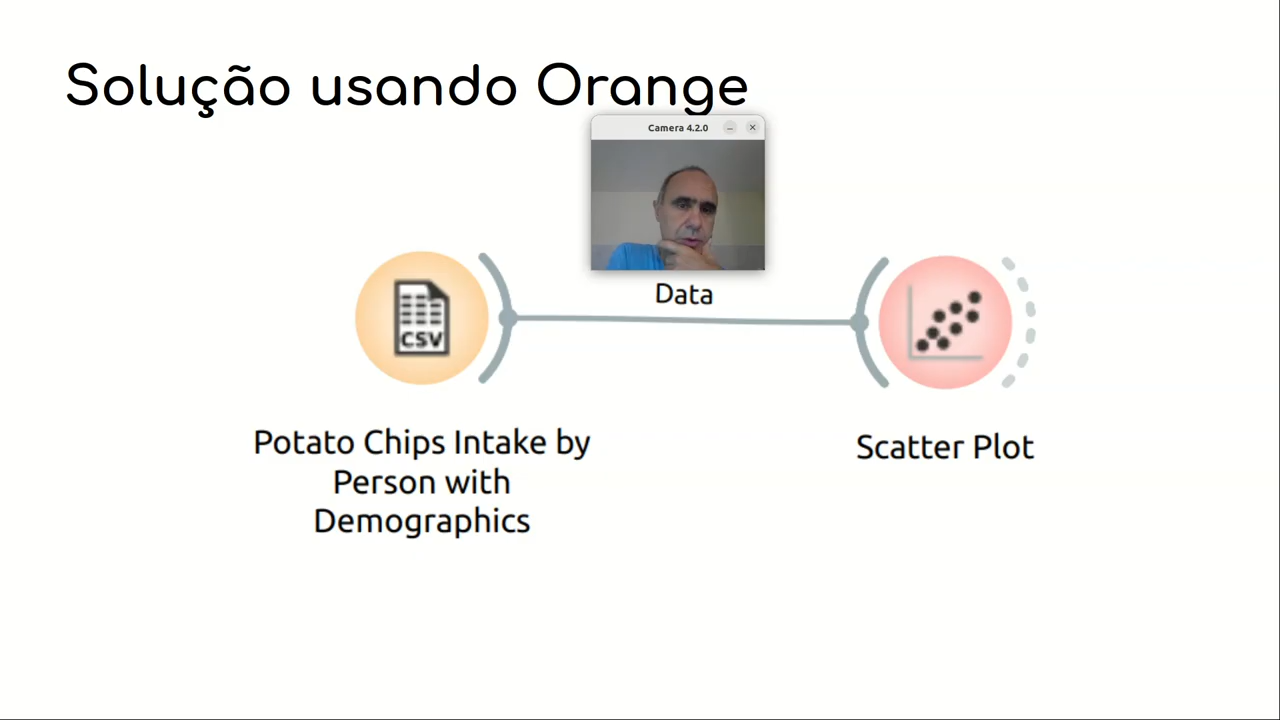 Solução usando Orange
Camera 4.2.0
Data
CSV
Potato Chips Intake by
Person with
Demographics
Scatter Plot